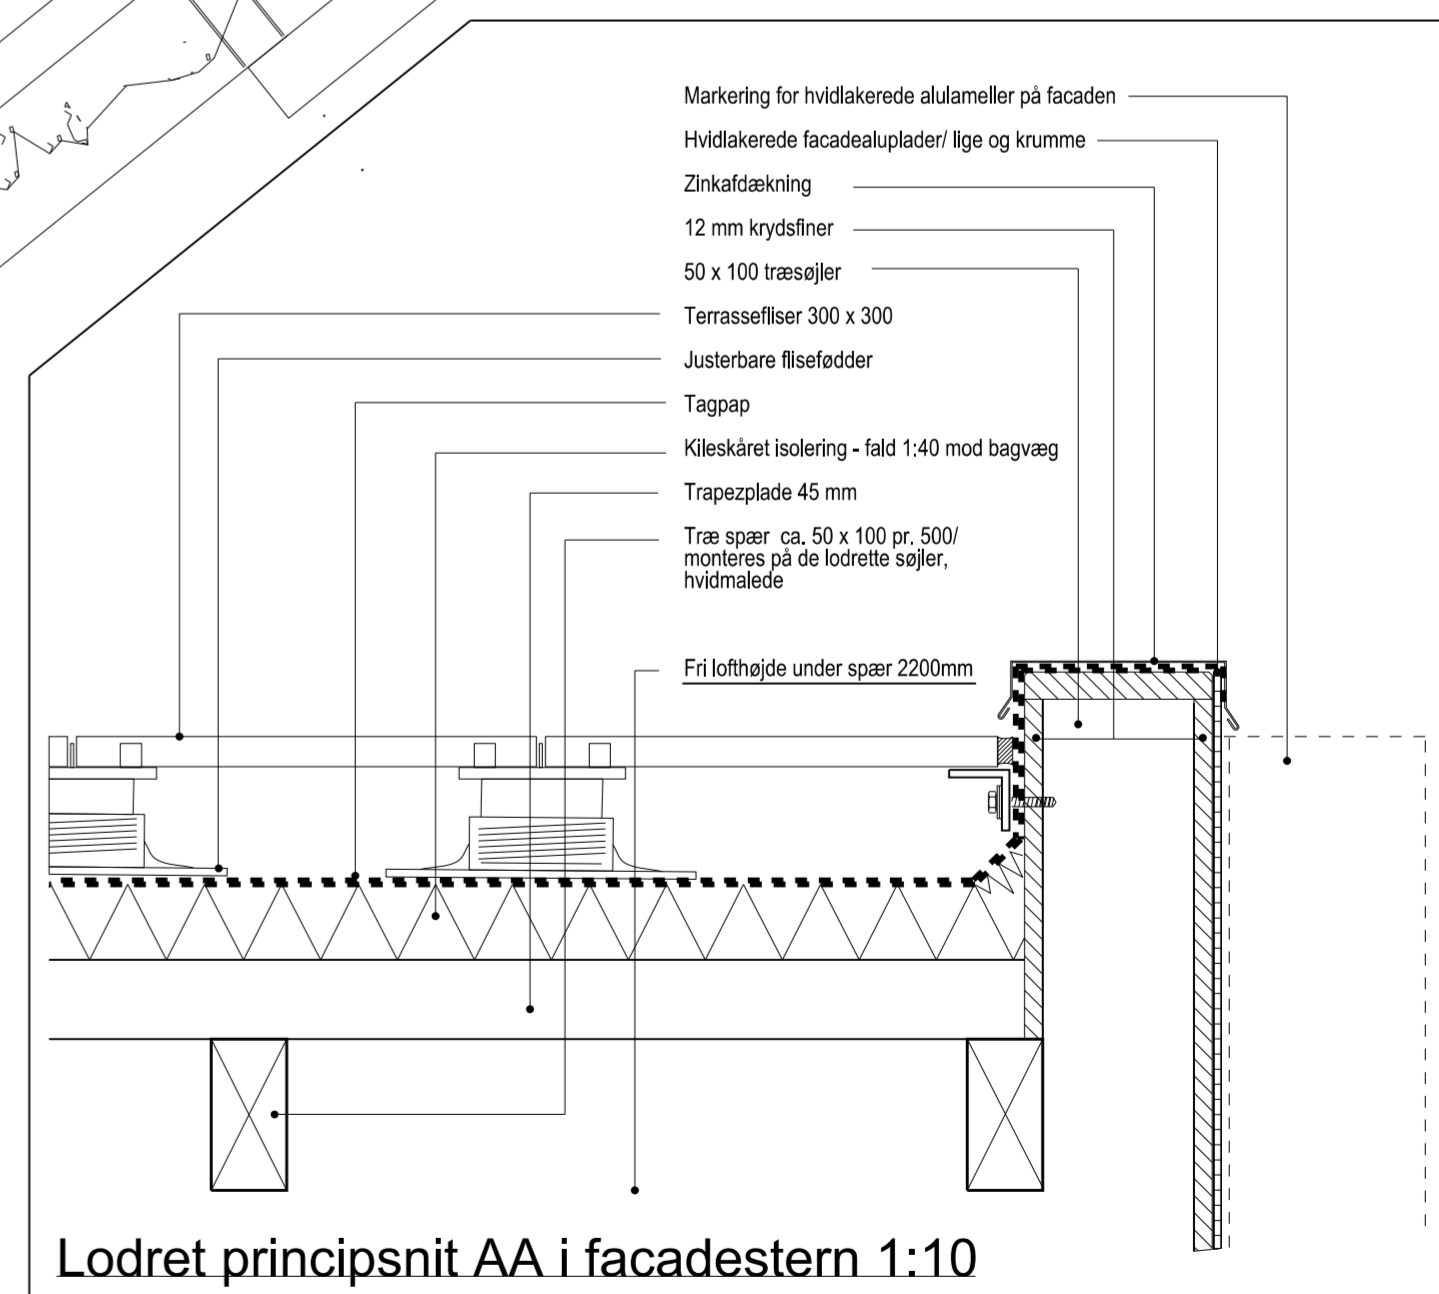 Markering for hvidlakerede alulameller på facaden
Hvidlakerede facadealuplader/ lige og krumme
Zinkafdækning
12 mm krydsfiner
50 x 100 træsøjler
Terrassefliser 300 x 300
Justerbare flisefødder
Tagpap
Kileskåret isolering - fald 1:40 mod bagvæg
Trapezplade 45 mm
Træ spær ca. 50 x 100 pr. 500/
monteres på de lodrette søjler,
hvidmalede
Fri lofthøjde under spær 2200mm
Lodret principsnit AA i facadestern 1:10